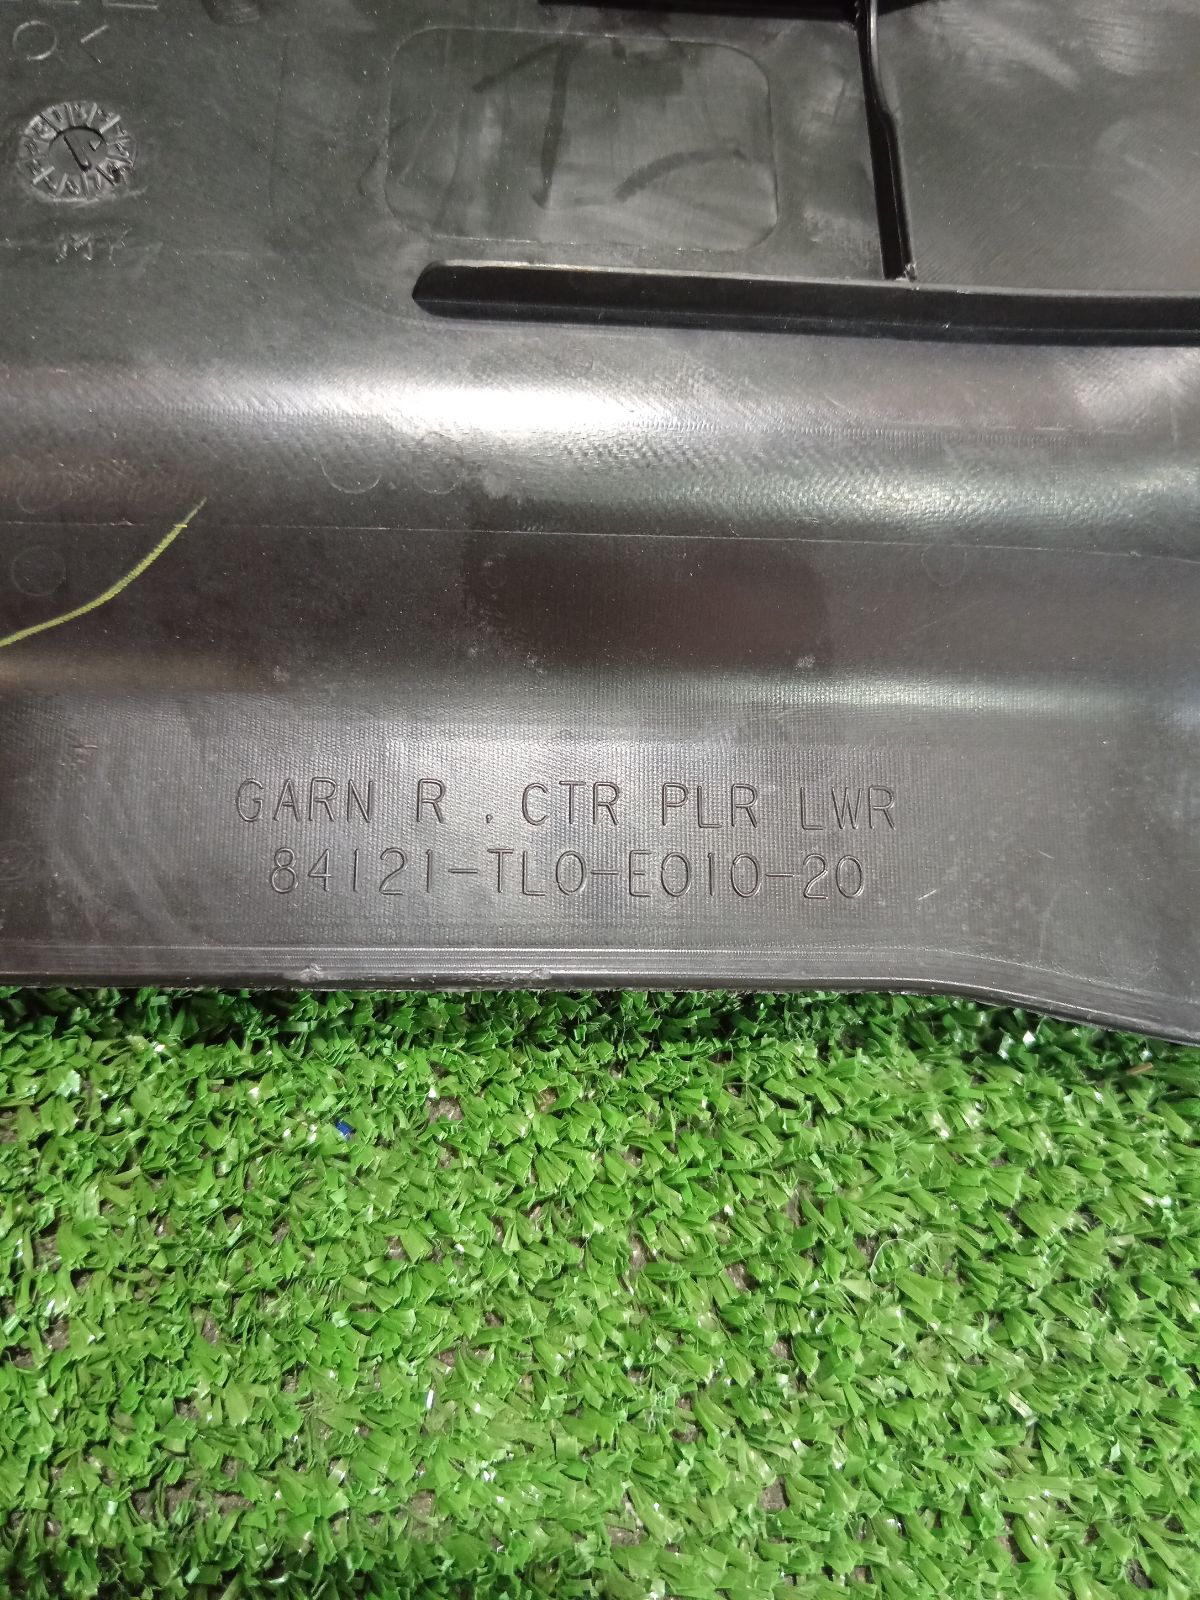 GARN R . CTR PLR LWR
84121-TL0-E010-20